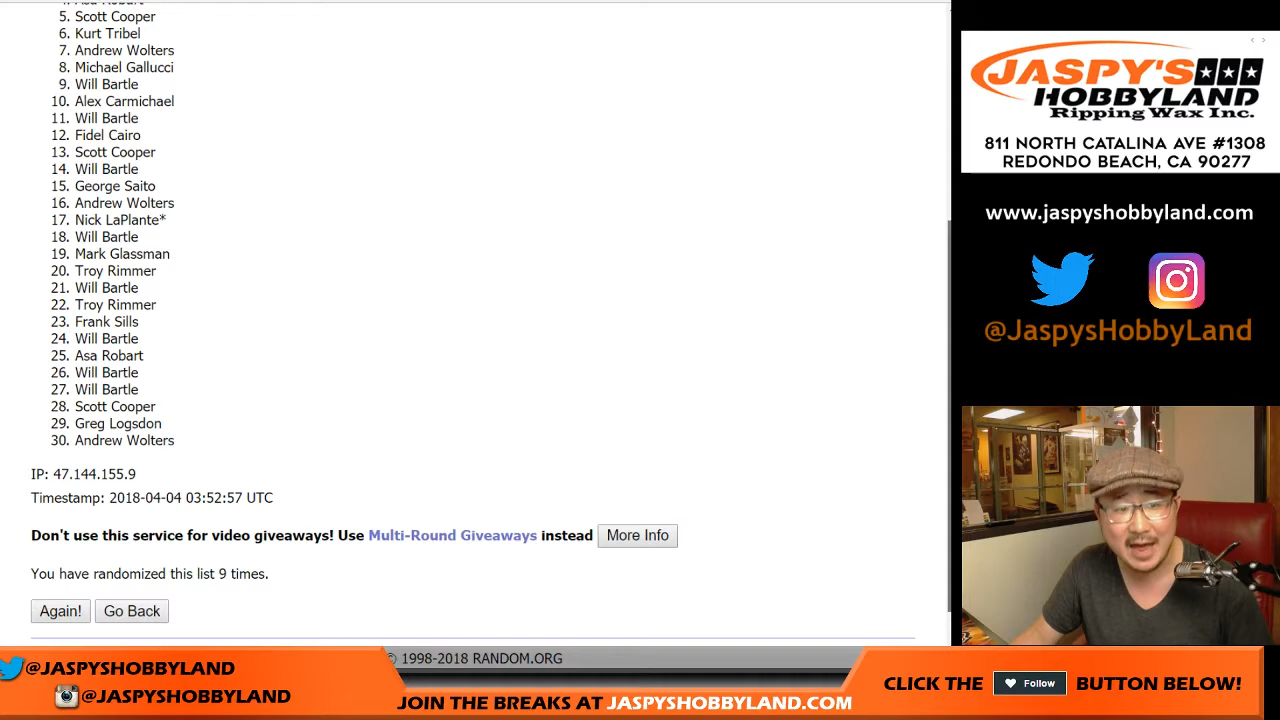 5. Scott Cooper
6. Kurt Tribel
7. Andrew Wolters
8. Michael Gallucci
9. Will Bartle
10. Alex Carmichael
11. Will Bartle
12. Fidel Cairo
13. Scott Cooper
14. Will Bartle
15. George Saito
16. Andrew Wolters
17. Nick LaPlante*
18. Will Bartle
19. Mark Glassman
20. Troy Rimmer
21. Will Bartle
22. Troy Rimmer
23. Frank Sills
24. Will Bartle
25. Asa Robart
26. Will Bartle
27. Will Bartle
28. Scott Cooper
29. Greg Logsdon
30. Andrew Wolters
IP: 47.144.155.9
Timestamp: 2018-04-04 03:52:57 UTC
Don't use this service for video giveaways! Use Multi-Round Giveaways instead More Info
You have randomized this list 9 times.
Again! Go Back
© 1998-2018 RANDOM.ORG
JASPY'S
HOBBYLAND
Ripping Wax Inc.
811 NORTH CATALINA AVE #1308
REDONDO BEACH, CA 90277
www.jaspyshobbyland.com
@JaspysHobbyLand
@JASPYSHOBBYLAND
@JASPYSHOBBYLAND
JOIN THE BREAKS AT JASPYSHOBBYLAND.COM
CLICK THE Follow BUTTON BELOW!